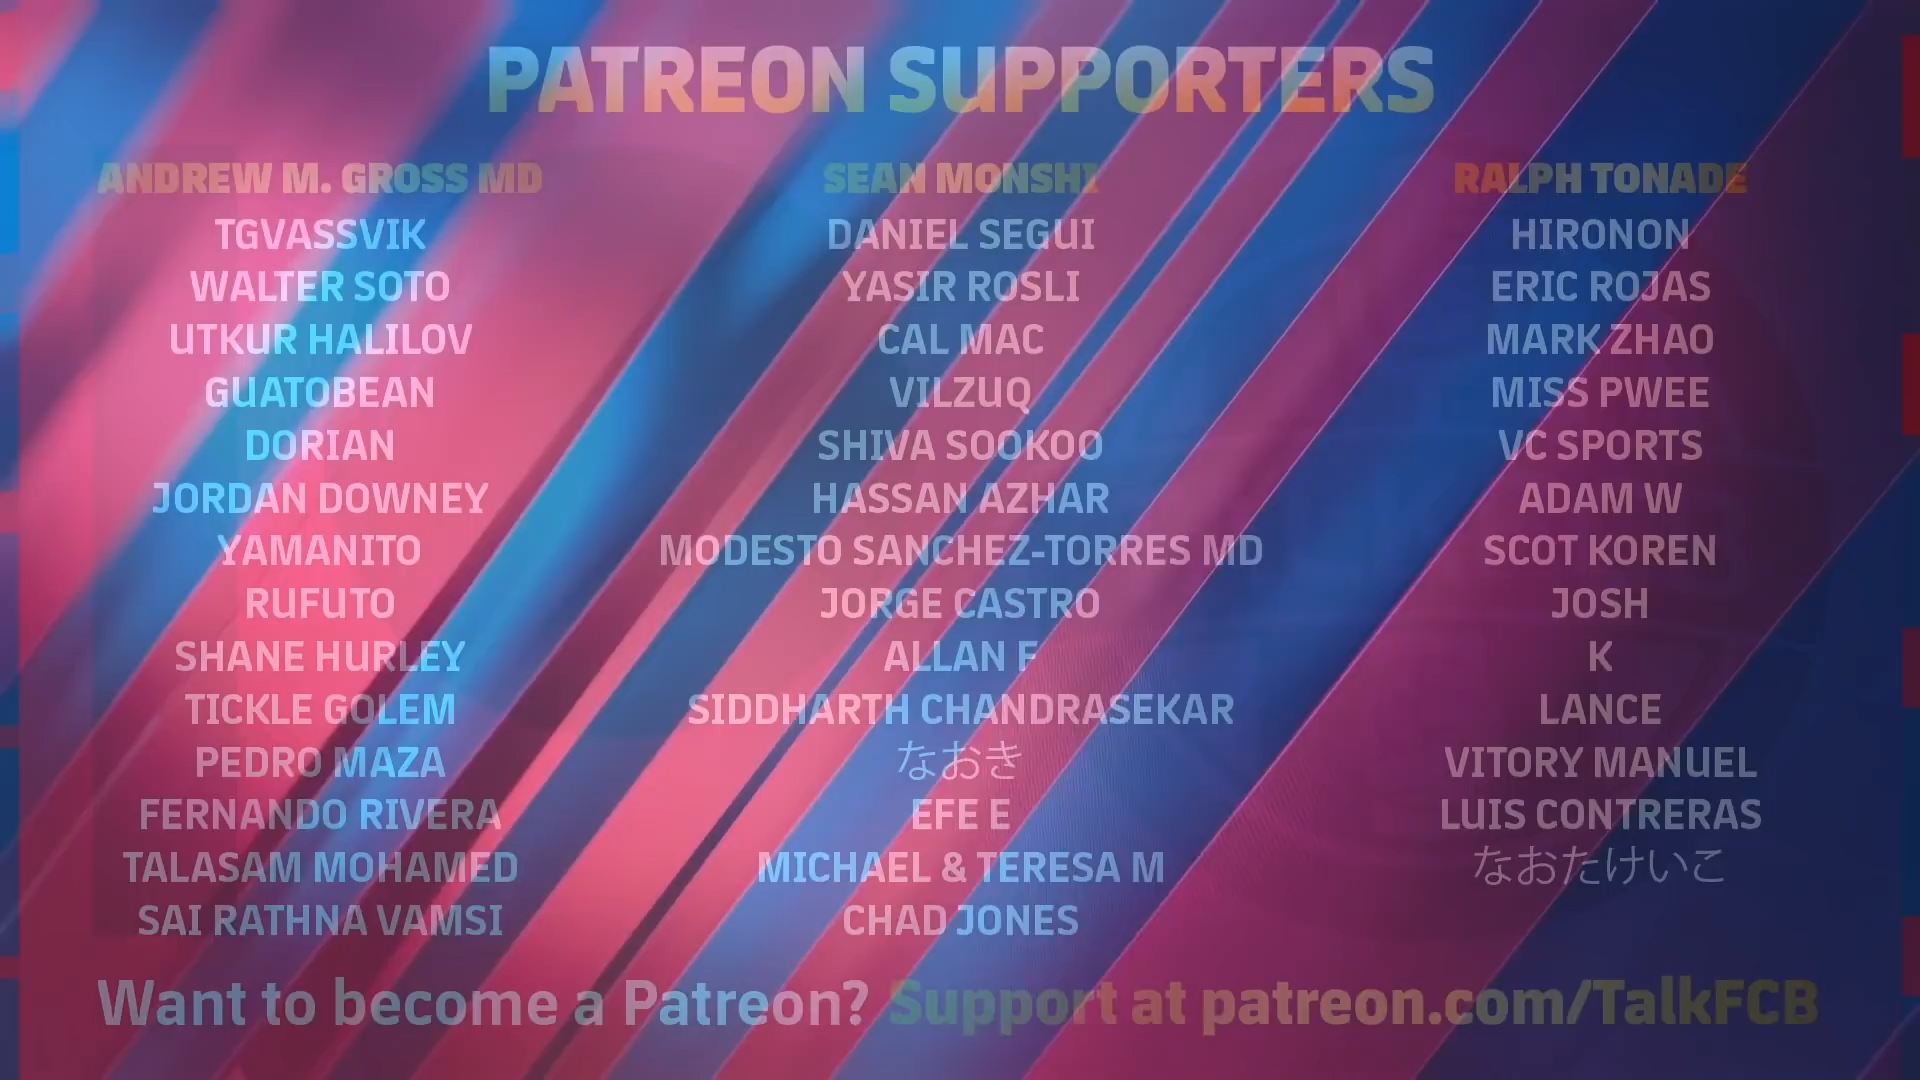 PATREON SUPPORTERS
ANDREW M. GROSS MD
TGVASSVIK
WALTER SOTO
UTKUR HALILOV
GUATOBEAN
DORIAN
JORDAN DOWNEY
YAMANITO
RUFUTO
SHANE HURLEY
TICKLE GOLEM
PEDRO MAZA
FERNANDO RIVERA
TALASAM MOHAMED
SAI RATHNA VAMSI
SEAN MONSHI
DANIEL SEGUI
YASIR ROSLI
CAL MAC
VILZUQ
SHIVA SOOKOO
HASSAN AZHAR
MODESTO SANCHEZ-TORRES MD
JORGE CASTRO
ALLAN F
SIDDHARTH CHANDRASEKAR
なおき
EFE E
MICHAEL & TERESA M
CHAD JONES
RALPH TONADE
HIRONON
ERIC ROJAS
MARK ZHAO
MISS PWEE
VC SPORTS
ADAM W
SCOT KOREN
JOSH
K
LANCE
VITORY MANUEL
LUIS CONTRERAS
なおたけいこ
Want to become a Patreon? Support at patreon.com/TalkFCB